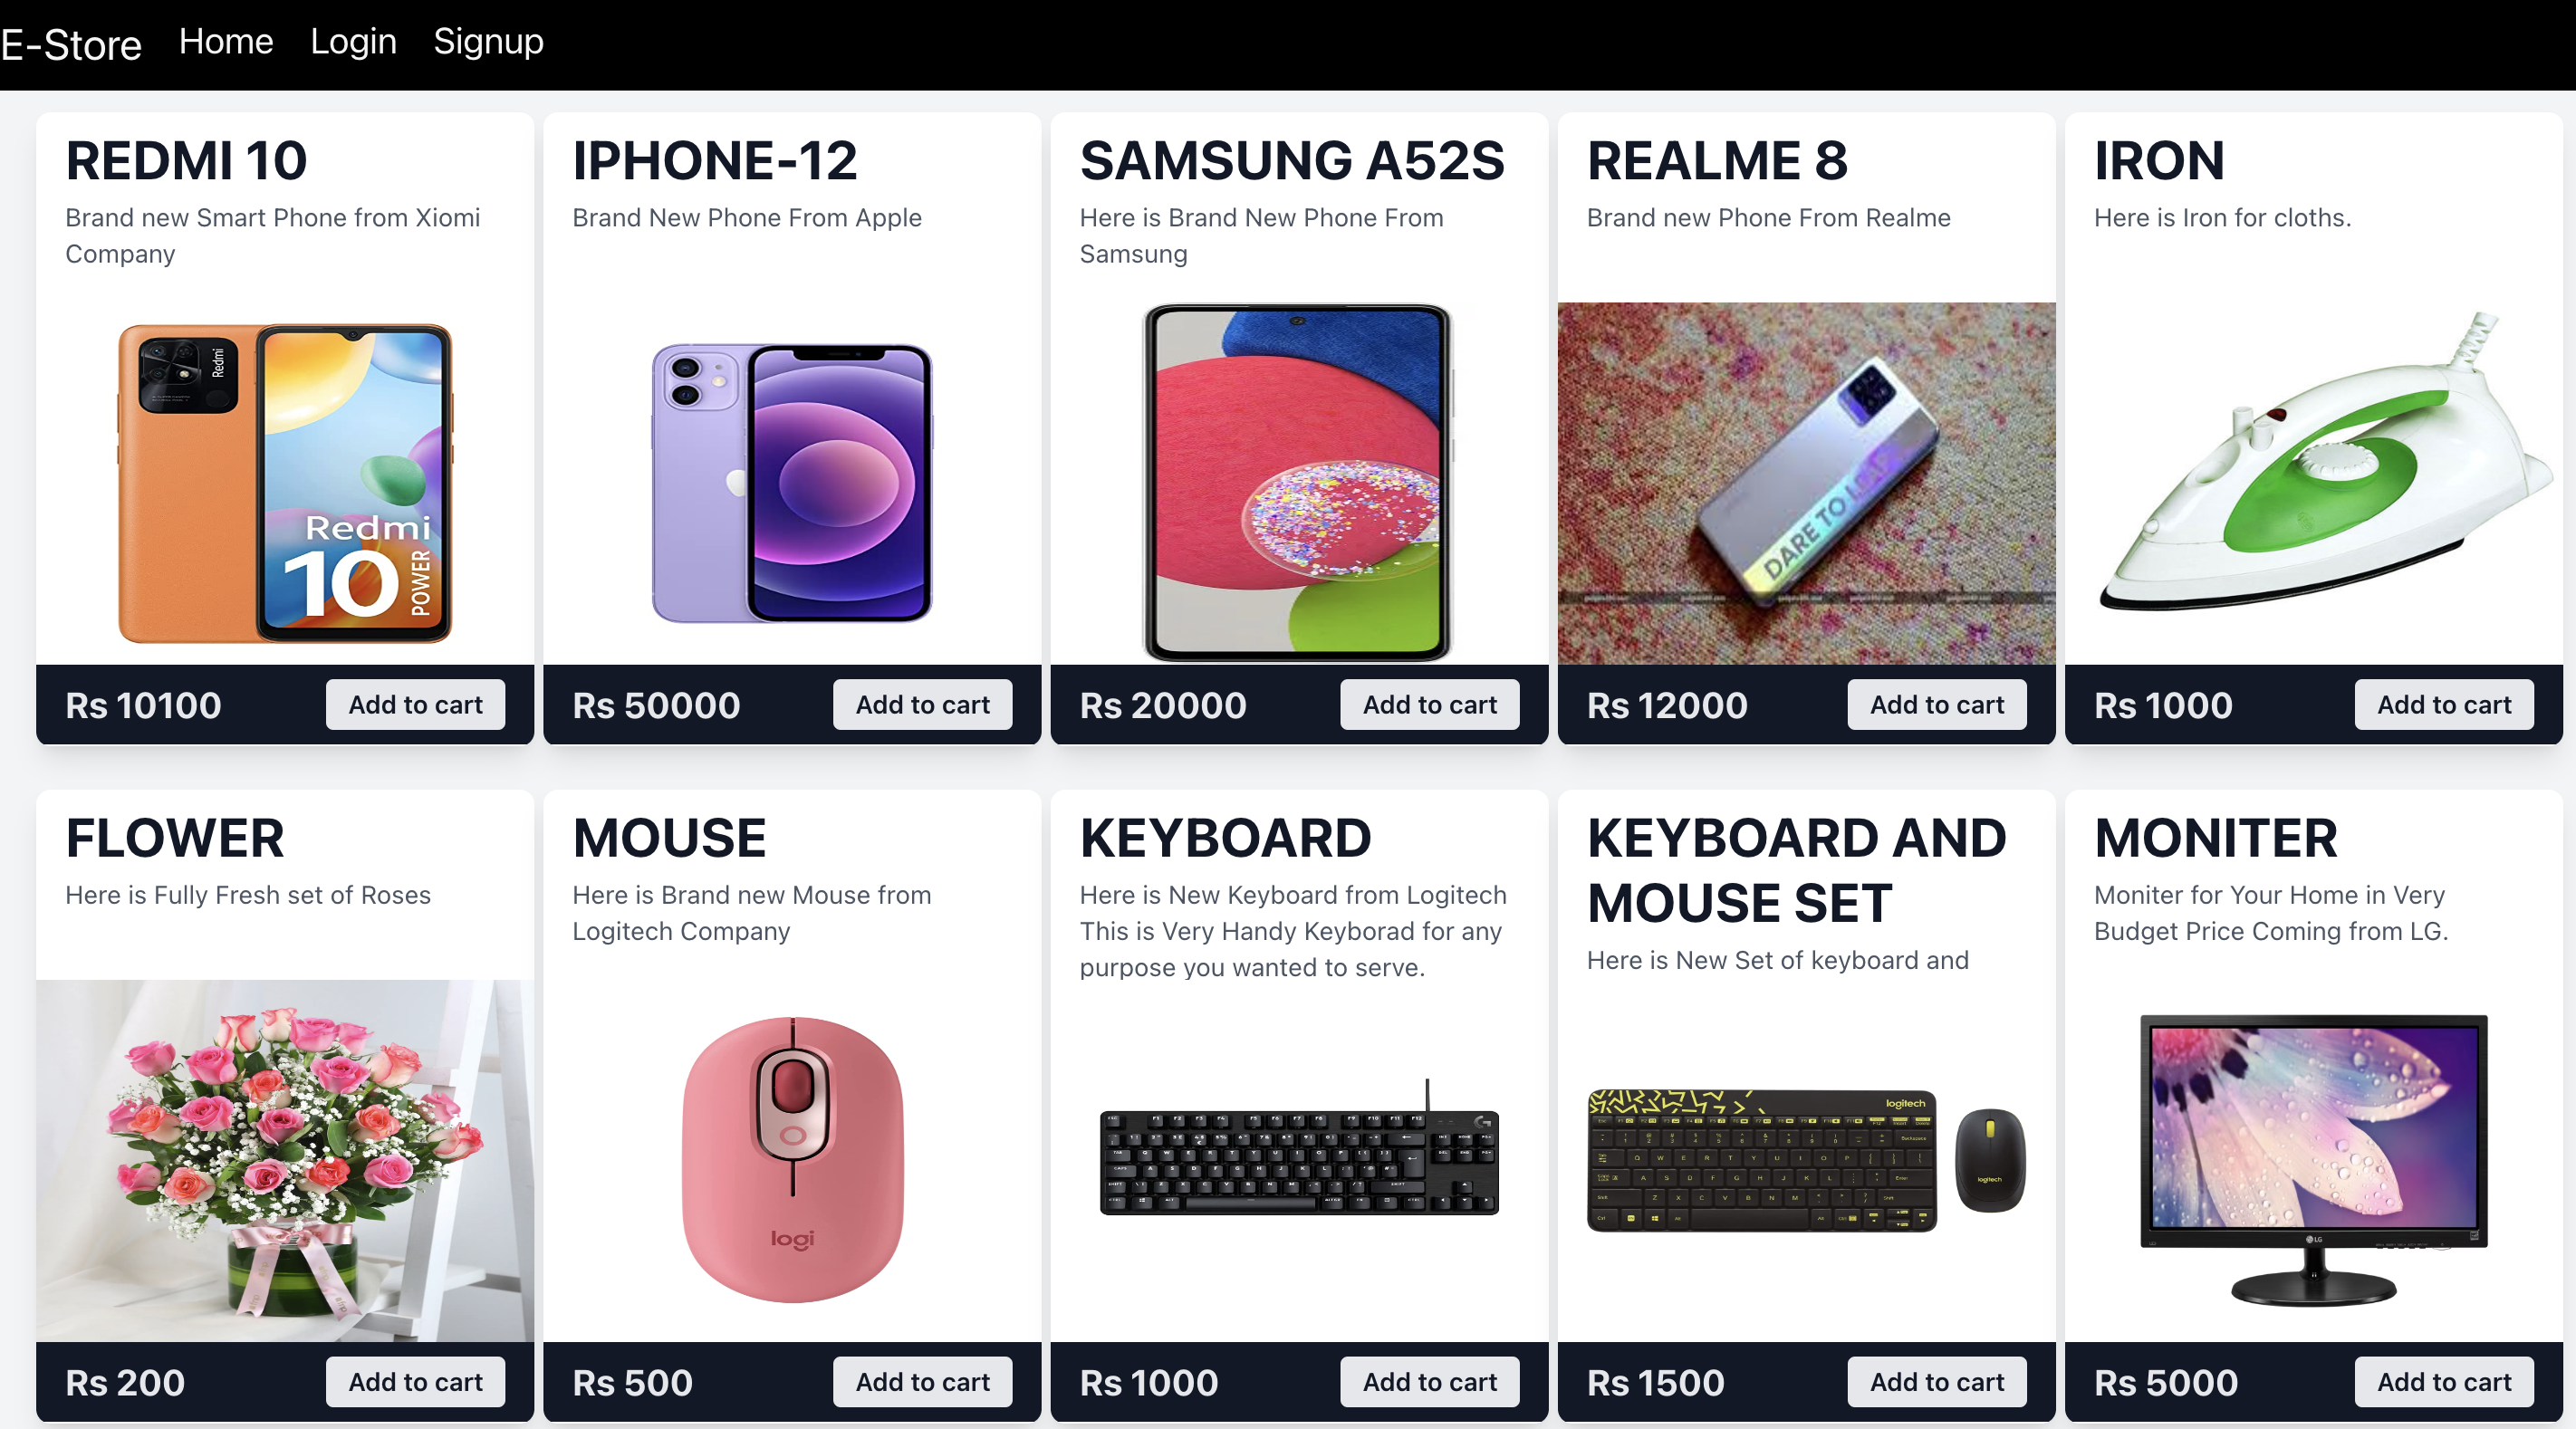 E-Store Home Login Signup
REDMI 10
Brand new Smart Phone from Xiomi
Company
Redmi
Redmi
10
POWER
Rs 10100 Add to cart
IPHONE-12
Brand New Phone From Apple
Rs 50000 Add to cart
SAMSUNG A52S
Here is Brand New Phone From
Samsung
Rs 20000 Add to cart
REALME 8
Brand new Phone From Realme
DARE TO
Rs 12000 Add to cart
IRON
Here is Iron for cloths.
Rs 1000 Add to cart
FLOWER
Here is Fully Fresh set of Roses
Rs 200 Add to cart
MOUSE
Here is Brand new Mouse from
Logitech Company
logi
Rs 500 Add to cart
KEYBOARD
Here is New Keyboard from Logitech
This is Very Handy Keyborad for any
purpose you wanted to serve.
Rs 1000 Add to cart
KEYBOARD AND
MOUSE SET
Here is New Set of keyboard and
logitech
logitech
Rs 1500 Add to cart
MONITER
Moniter for Your Home in Very
Budget Price Coming from LG.
LG
Rs 5000 Add to cart